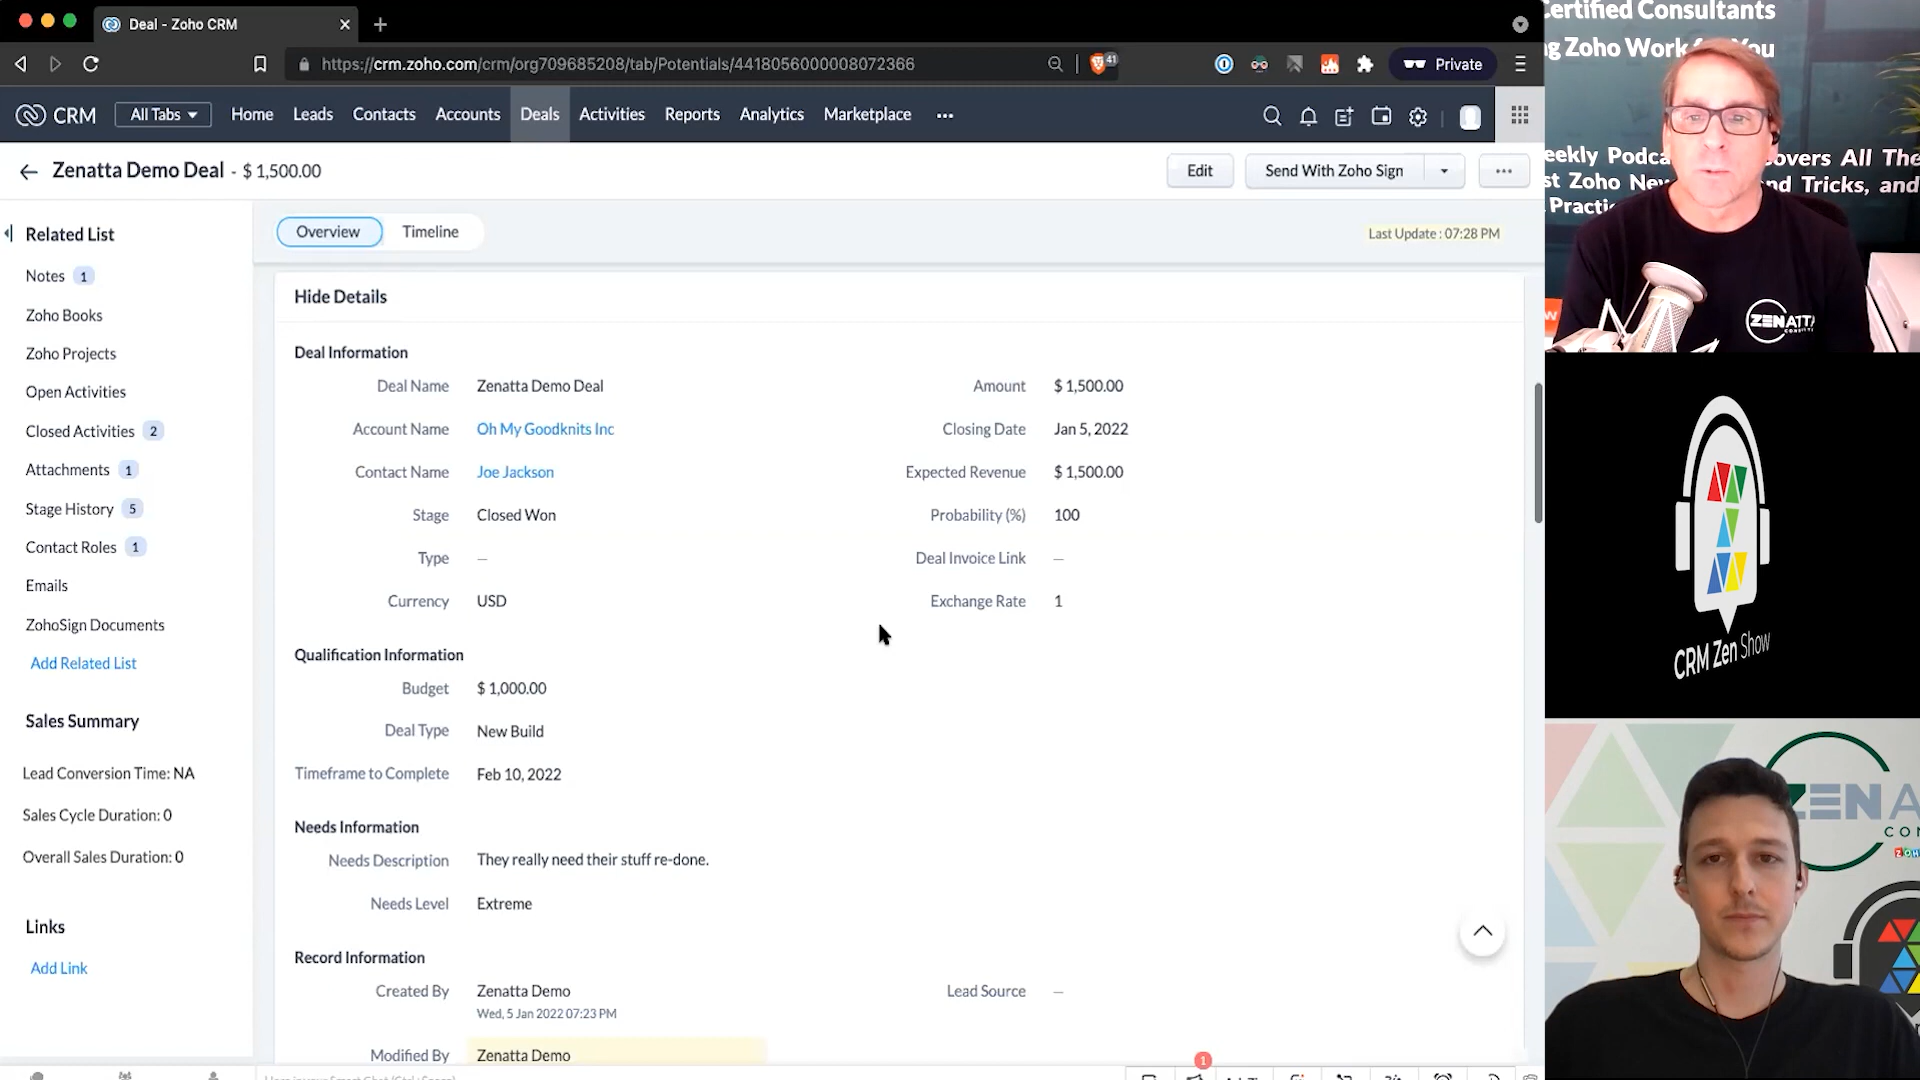 Deal - Zoho CRM
https://crm.zoho.com/crm/org709685208/tab/Potentials/4418056000008072366
41
Private
CRM
All Tabs
Home
Leads
Contacts
Accounts
Deals
Activities
Reports
Analytics
Marketplace
Zenatta Demo Deal - $ 1,500.00
Edit
Send With Zoho Sign
Related List
Notes 1
Zoho Books
Zoho Projects
Open Activities
Closed Activities 2
Attachments 1
Stage History 5
Contact Roles 1
Emails
ZohoSign Documents
Add Related List
Sales Summary
Lead Conversion Time: NA
Sales Cycle Duration: 0
Overall Sales Duration: 0
Links
Add Link
Overview
Timeline
Last Update : 07:28 PM
Hide Details
Deal Information
Deal Name Zenatta Demo Deal
Amount $ 1,500.00
Account Name Oh My Goodknits Inc
Closing Date Jan 5, 2022
Contact Name Joe Jackson
Expected Revenue $ 1,500.00
Stage Closed Won
Probability (%) 100
Type —
Deal Invoice Link —
Currency USD
Exchange Rate 1
Qualification Information
Budget $ 1,000.00
Deal Type New Build
Timeframe to Complete Feb 10, 2022
Needs Information
Needs Description They really need their stuff re-done.
Needs Level Extreme
Record Information
Created By Zenatta Demo
Wed, 5 Jan 2022 07:23 PM
Lead Source —
Modified By Zenatta Demo
1
Certified Consultants
Zoho Work
Zoho
Tricks, and
ZENATTA
CRM Zen Show
ZENA